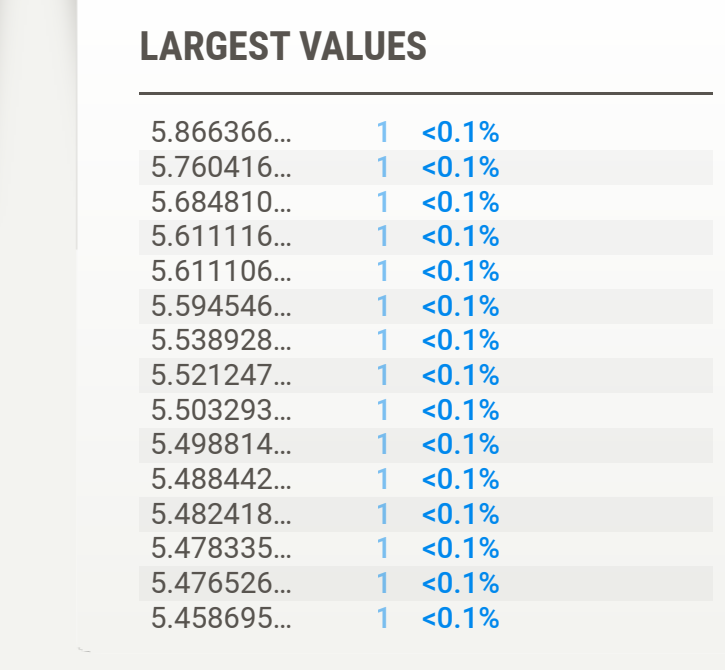 LARGEST VALUES
5.866366... 1 <0.1%
5.760416... 1 <0.1%
5.684810... 1 <0.1%
5.611116... 1 <0.1%
5.611106... 1 <0.1%
5.594546... 1 <0.1%
5.538928... 1 <0.1%
5.521247... 1 <0.1%
5.503293... 1 <0.1%
5.498814... 1 <0.1%
5.488442... 1 <0.1%
5.482418... 1 <0.1%
5.478335... 1 <0.1%
5.476526... 1 <0.1%
5.458695... 1 <0.1%